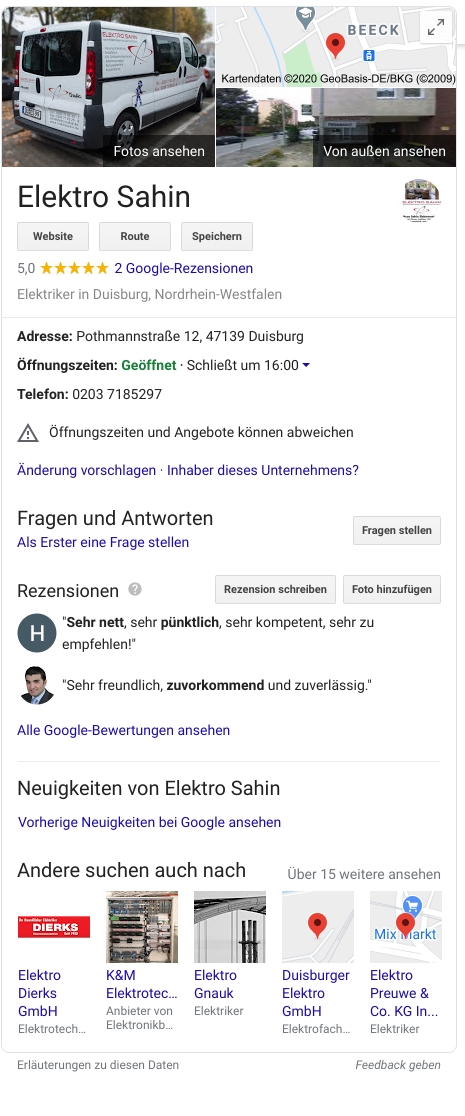 ELEKTRO SAHIN
Fotos ansehen
BEECK
Kartendaten ©2020 GeoBasis-DE/BKG (©2009)
Von außen ansehen
Elektro Sahin
Website Route Speichern
5,0 2 Google-Rezensionen
Elektriker in Duisburg, Nordrhein-Westfalen
Adresse: Pothmannstraße 12, 47139 Duisburg
Öffnungszeiten: Geöffnet · Schließt um 16:00
Telefon: 0203 7185297
Öffnungszeiten und Angebote können abweichen
Änderung vorschlagen · Inhaber dieses Unternehmens?
Fragen und Antworten
Fragen stellen
Als Erster eine Frage stellen
Rezensionen ? Rezension schreiben Foto hinzufügen
H
"Sehr nett, sehr pünktlich, sehr kompetent, sehr zu
empfehlen!"
"Sehr freundlich, zuvorkommend und zuverlässig."
Alle Google-Bewertungen ansehen
Neuigkeiten von Elektro Sahin
Vorherige Neuigkeiten bei Google ansehen
Andere suchen auch nach Über 15 weitere ansehen
DIERKS
Mix Markt
Elektro
Dierks
GmbH
Elektrotech...
K&M
Elektrotec...
Anbieter von
Elektronikb...
Elektro
Gnauk
Elektriker
Duisburger
Elektro
GmbH
Elektrofach...
Elektro
Preuwe &
Co. KG In...
Elektriker
Erläuterungen zu diesen Daten Feedback geben